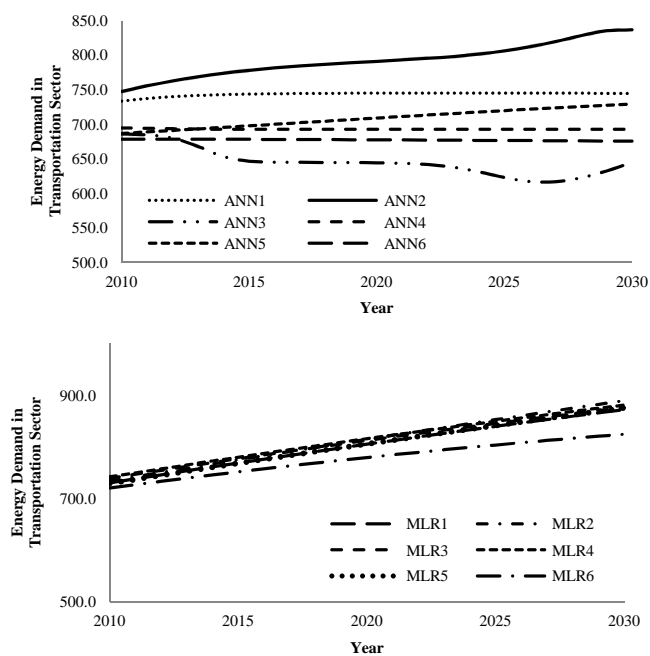 850.0
800.0
750.0
700.0
650.0
600.0
550.0
500.0
Energy Demand in
Transportation Sector
ANN1 ANN2
ANN3 ANN4
ANN5 ANN6
2010 2015 2020 2025 2030
Year
900.0
700.0
500.0
Energy Demand in
Transportation Sector
MLR1 MLR2
MLR3 MLR4
MLR5 MLR6
2010 2015 2020 2025 2030
Year